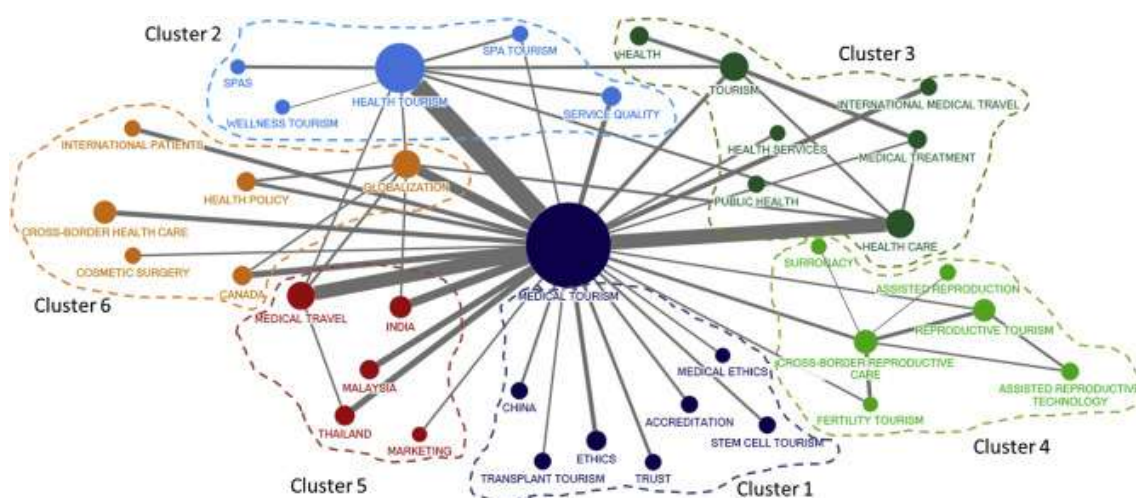 Cluster 2
SPA TOURISM
SPAS
HEALTH TOURISM
WELLNESS TOURISM
SERVICE QUALITY
HEALTH
TOURISM
Cluster 3
INTERNATIONAL MEDICAL TRAVEL
HEALTH SERVICES
MEDICAL TREATMENT
PUBLIC HEALTH
HEALTH CARE
INTERNATIONAL PATIENTS
GLOBALIZATION
HEALTH POLICY
CROSS-BORDER HEALTH CARE
COSMETIC SURGERY
CANADA
Cluster 6
MEDICAL TRAVEL
INDIA
MALAYSIA
THAILAND
MARKETING
Cluster 5
MEDICAL TOURISM
MEDICAL ETHICS
CHINA
ACCREDITATION
STEM CELL TOURISM
ETHICS
TRANSPLANT TOURISM
TRUST
Cluster 1
SURROGACY
ASSISTED REPRODUCTION
REPRODUCTIVE TOURISM
CROSS-BORDER REPRODUCTIVE
CARE
ASSISTED REPRODUCTIVE
TECHNOLOGY
FERTILITY TOURISM
Cluster 4